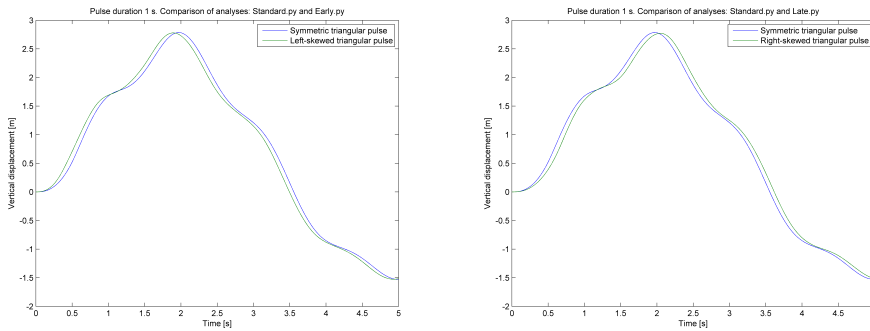 Pulse duration 1 s. Comparison of analyses: Standard.py and Early.py
Symmetric triangular pulse
Left-skewed triangular pulse
Vertical displacement [m]
3
2.5
2
1.5
1
0.5
0
-0.5
-1
-1.5
-2
0 0.5 1 1.5 2 2.5 3 3.5 4 4.5 5
Time [s]
Pulse duration 1 s. Comparison of analyses: Standard.py and Late.py
Symmetric triangular pulse
Right-skewed triangular pulse
Vertical displacement [m]
3
2.5
2
1.5
1
0.5
0
-0.5
-1
-1.5
-2
0 0.5 1 1.5 2 2.5 3 3.5 4 4.5
Time [s]